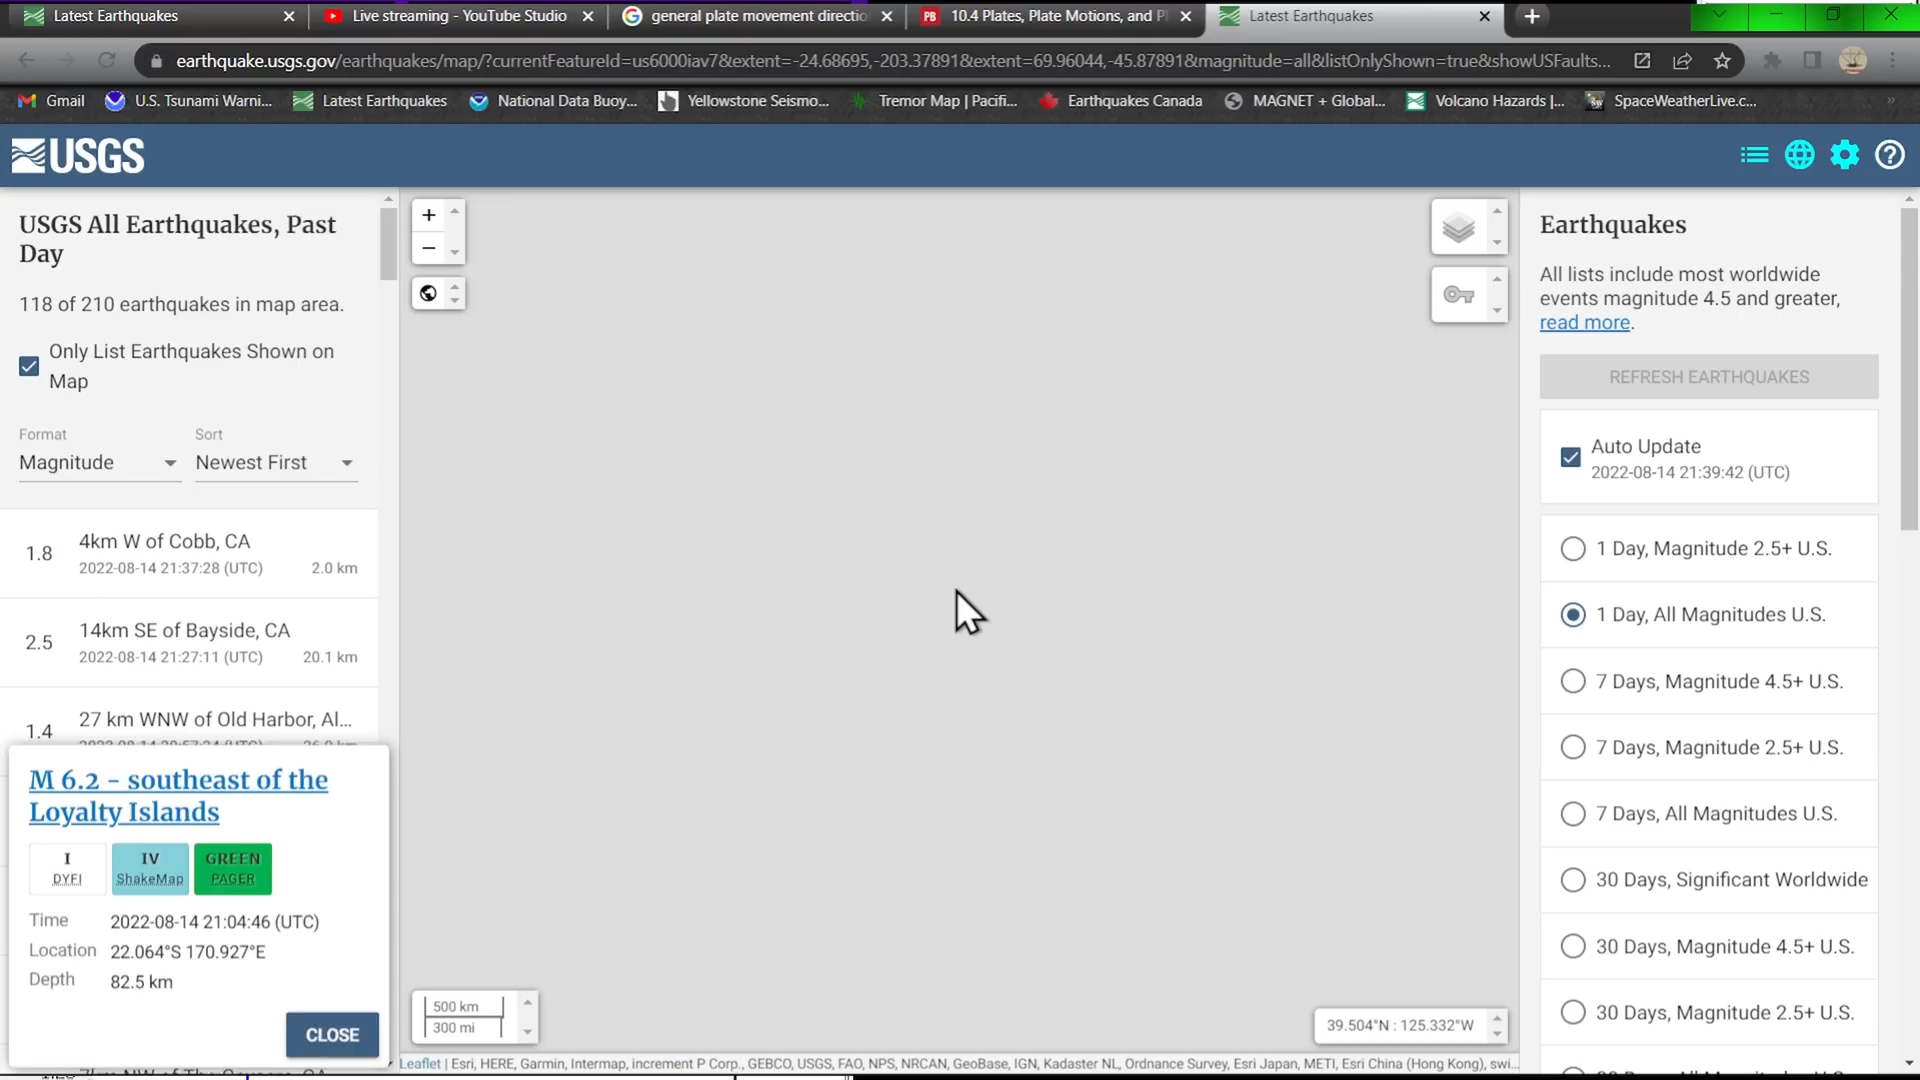 Latest Earthquakes
Live streaming - YouTube Studio
general plate movement directio
10.4 Plates, Plate Motions, and Pl
Latest Earthquakes
earthquake.usgs.gov/earthquakes/map/?currentFeatureId=us6000iav7&extent=-24.68695,-203.37891&extent=69.96044,-45.87891&magnitude=all&listOnlyShown=true&showUSFaults...
Gmail
U.S. Tsunami Warni...
Latest Earthquakes
National Data Buoy...
Yellowstone Seismo...
Tremor Map | Pacifi...
Earthquakes Canada
MAGNET + Global...
Volcano Hazards |...
SpaceWeatherLive.c...
USGS
USGS All Earthquakes, Past
Day
118 of 210 earthquakes in map area.
Only List Earthquakes Shown on
Map
Format
Sort
Magnitude
Newest First
1.8
4km W of Cobb, CA
2022-08-14 21:37:28 (UTC) 2.0 km
2.5
14km SE of Bayside, CA
2022-08-14 21:27:11 (UTC) 20.1 km
1.4
27 km WNW of Old Harbor, Al...
M 6.2 - southeast of the
Loyalty Islands
I
DYFI
IV
ShakeMap
GREEN
PAGER
Time 2022-08-14 21:04:46 (UTC)
Location 22.064°S 170.927°E
Depth 82.5 km
CLOSE
+
−
500 km
300 mi
39.504°N : 125.332°W
Leaflet | Esri, HERE, Garmin, Intermap, increment P Corp., GEBCO, USGS, FAO, NPS, NRCAN, GeoBase, IGN, Kadaster NL, Ordnance Survey, Esri Japan, METI, Esri China (Hong Kong), swi...
Earthquakes
All lists include most worldwide
events magnitude 4.5 and greater,
read more.
REFRESH EARTHQUAKES
Auto Update
2022-08-14 21:39:42 (UTC)
1 Day, Magnitude 2.5+ U.S.
1 Day, All Magnitudes U.S.
7 Days, Magnitude 4.5+ U.S.
7 Days, Magnitude 2.5+ U.S.
7 Days, All Magnitudes U.S.
30 Days, Significant Worldwide
30 Days, Magnitude 4.5+ U.S.
30 Days, Magnitude 2.5+ U.S.